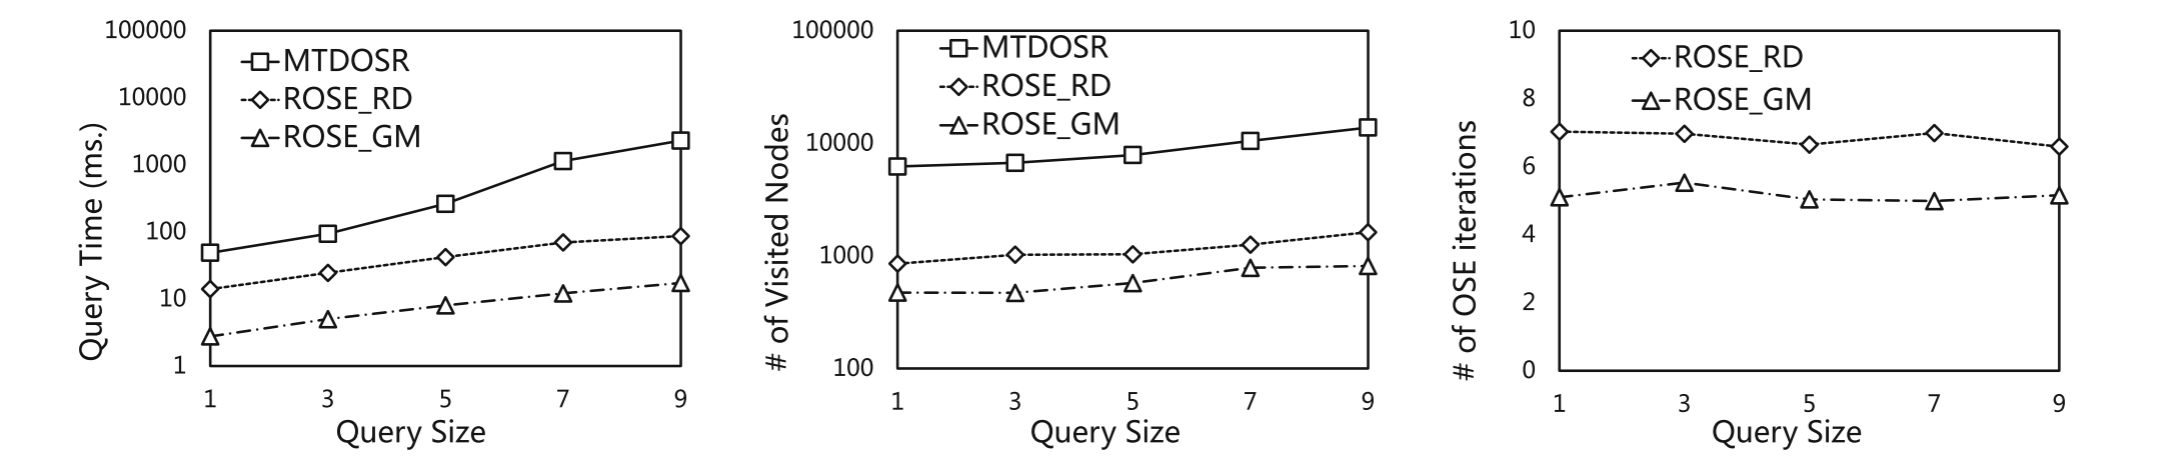 Query Time (ms.)
100000
10000
1000
100
10
1
MTDOSR
ROSE_RD
ROSE_GM
1 3 5 7 9
Query Size
# of Visited Nodes
100000
10000
1000
100
MTDOSR
ROSE_RD
ROSE_GM
1 3 5 7 9
Query Size
# of OSE iterations
10
8
6
4
2
0
ROSE_RD
ROSE_GM
1 3 5 7 9
Query Size